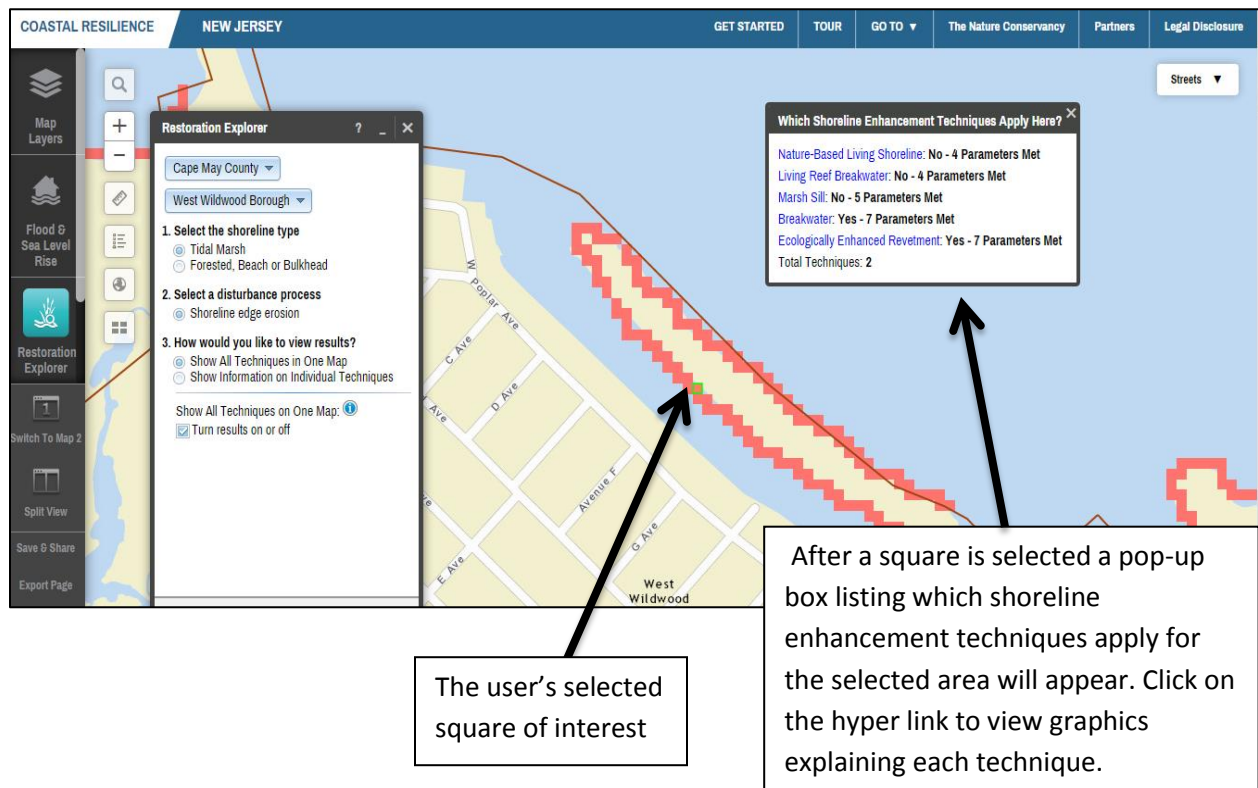 COASTAL RESILIENCE NEW JERSEY GET STARTED TOUR GO TO ▼ The Nature Conservancy Partners Legal Disclosure
Map
Layers
Flood &
Sea Level
Rise
Restoration
Explorer
1
Switch To Map 2
Split View
Save & Share
Export Page
+
−
Streets ▼
Restoration Explorer ? _ ×
Cape May County
West Wildwood Borough
1. Select the shoreline type
Tidal Marsh
Forested, Beach or Bulkhead
2. Select a disturbance process
Shoreline edge erosion
3. How would you like to view results?
Show All Techniques in One Map
Show Information on Individual Techniques
Show All Techniques on One Map: i
Turn results on or off
Which Shoreline Enhancement Techniques Apply Here? ×
Nature-Based Living Shoreline: No - 4 Parameters Met
Living Reef Breakwater: No - 4 Parameters Met
Marsh Sill: No - 5 Parameters Met
Breakwater: Yes - 7 Parameters Met
Ecologically Enhanced Revetment: Yes - 7 Parameters Met
Total Techniques: 2
W Poplar Ave
C Ave
D Ave
Ave
Avenue F
G Ave
E Ave
West
Wildwood
The user's selected
square of interest
After a square is selected a pop-up
box listing which shoreline
enhancement techniques apply for
the selected area will appear. Click on
the hyper link to view graphics
explaining each technique.